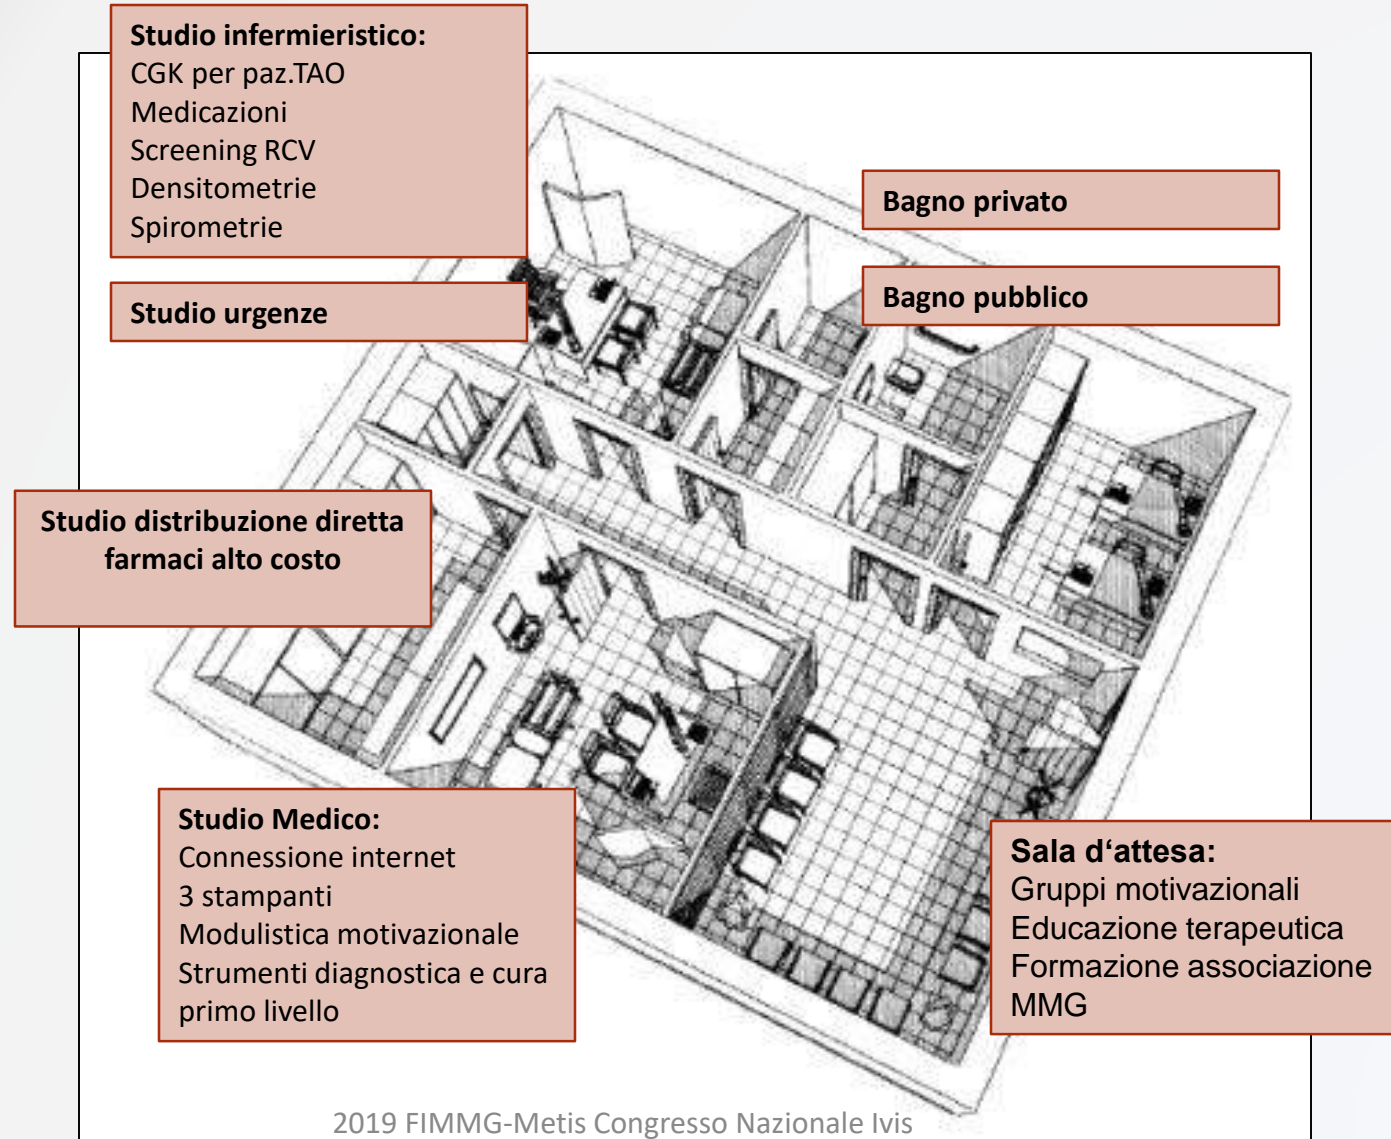 Studio infermieristico:
CGK per paz.TAO
Medicazioni
Screening RCV
Densitometrie
Spirometrie
Bagno privato
Studio urgenze
Bagno pubblico
Studio distribuzione diretta
farmaci alto costo
Studio Medico:
Connessione internet
3 stampanti
Modulistica motivazionale
Strumenti diagnostica e cura
primo livello
Sala d‘attesa:
Gruppi motivazionali
Educazione terapeutica
Formazione associazione
MMG
2019 FIMMG-Metis Congresso Nazionale Ivis